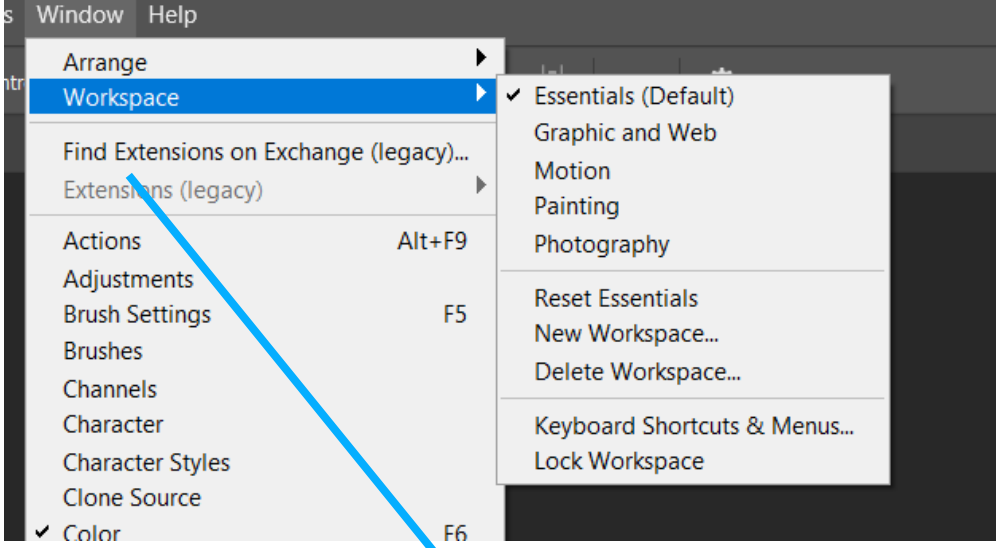 s Window Help
ntr
Arrange
Workspace
Find Extensions on Exchange (legacy)...
Extensions (legacy)
Actions Alt+F9
Adjustments
Brush Settings F5
Brushes
Channels
Character
Character Styles
Clone Source
Color F6
Essentials (Default)
Graphic and Web
Motion
Painting
Photography
Reset Essentials
New Workspace...
Delete Workspace...
Keyboard Shortcuts & Menus...
Lock Workspace